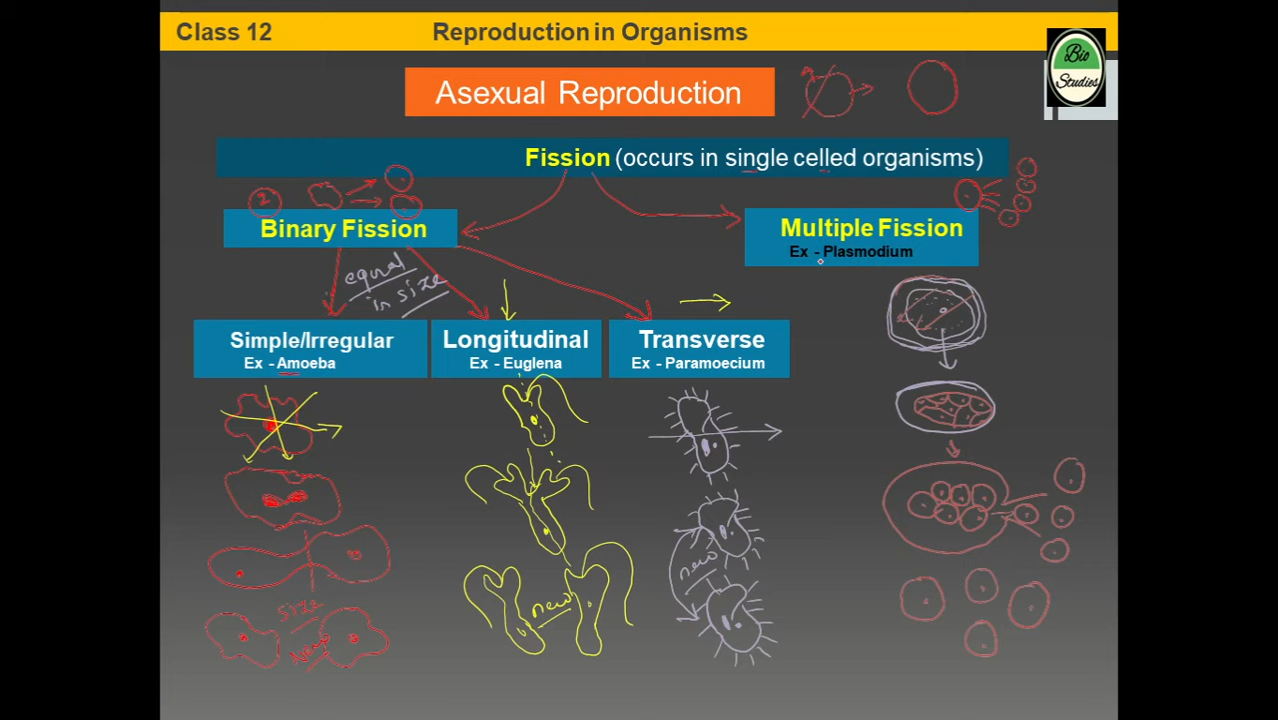 Class 12
Reproduction in Organisms
Bio
Studies
Asexual Reproduction
Fission (occurs in single celled organisms)
2
Binary Fission
Multiple Fission
Ex - Plasmodium
equal
in size
Simple/Irregular
Ex - Amoeba
Longitudinal
Ex - Euglena
Transverse
Ex - Paramoecium
new
new
size
New